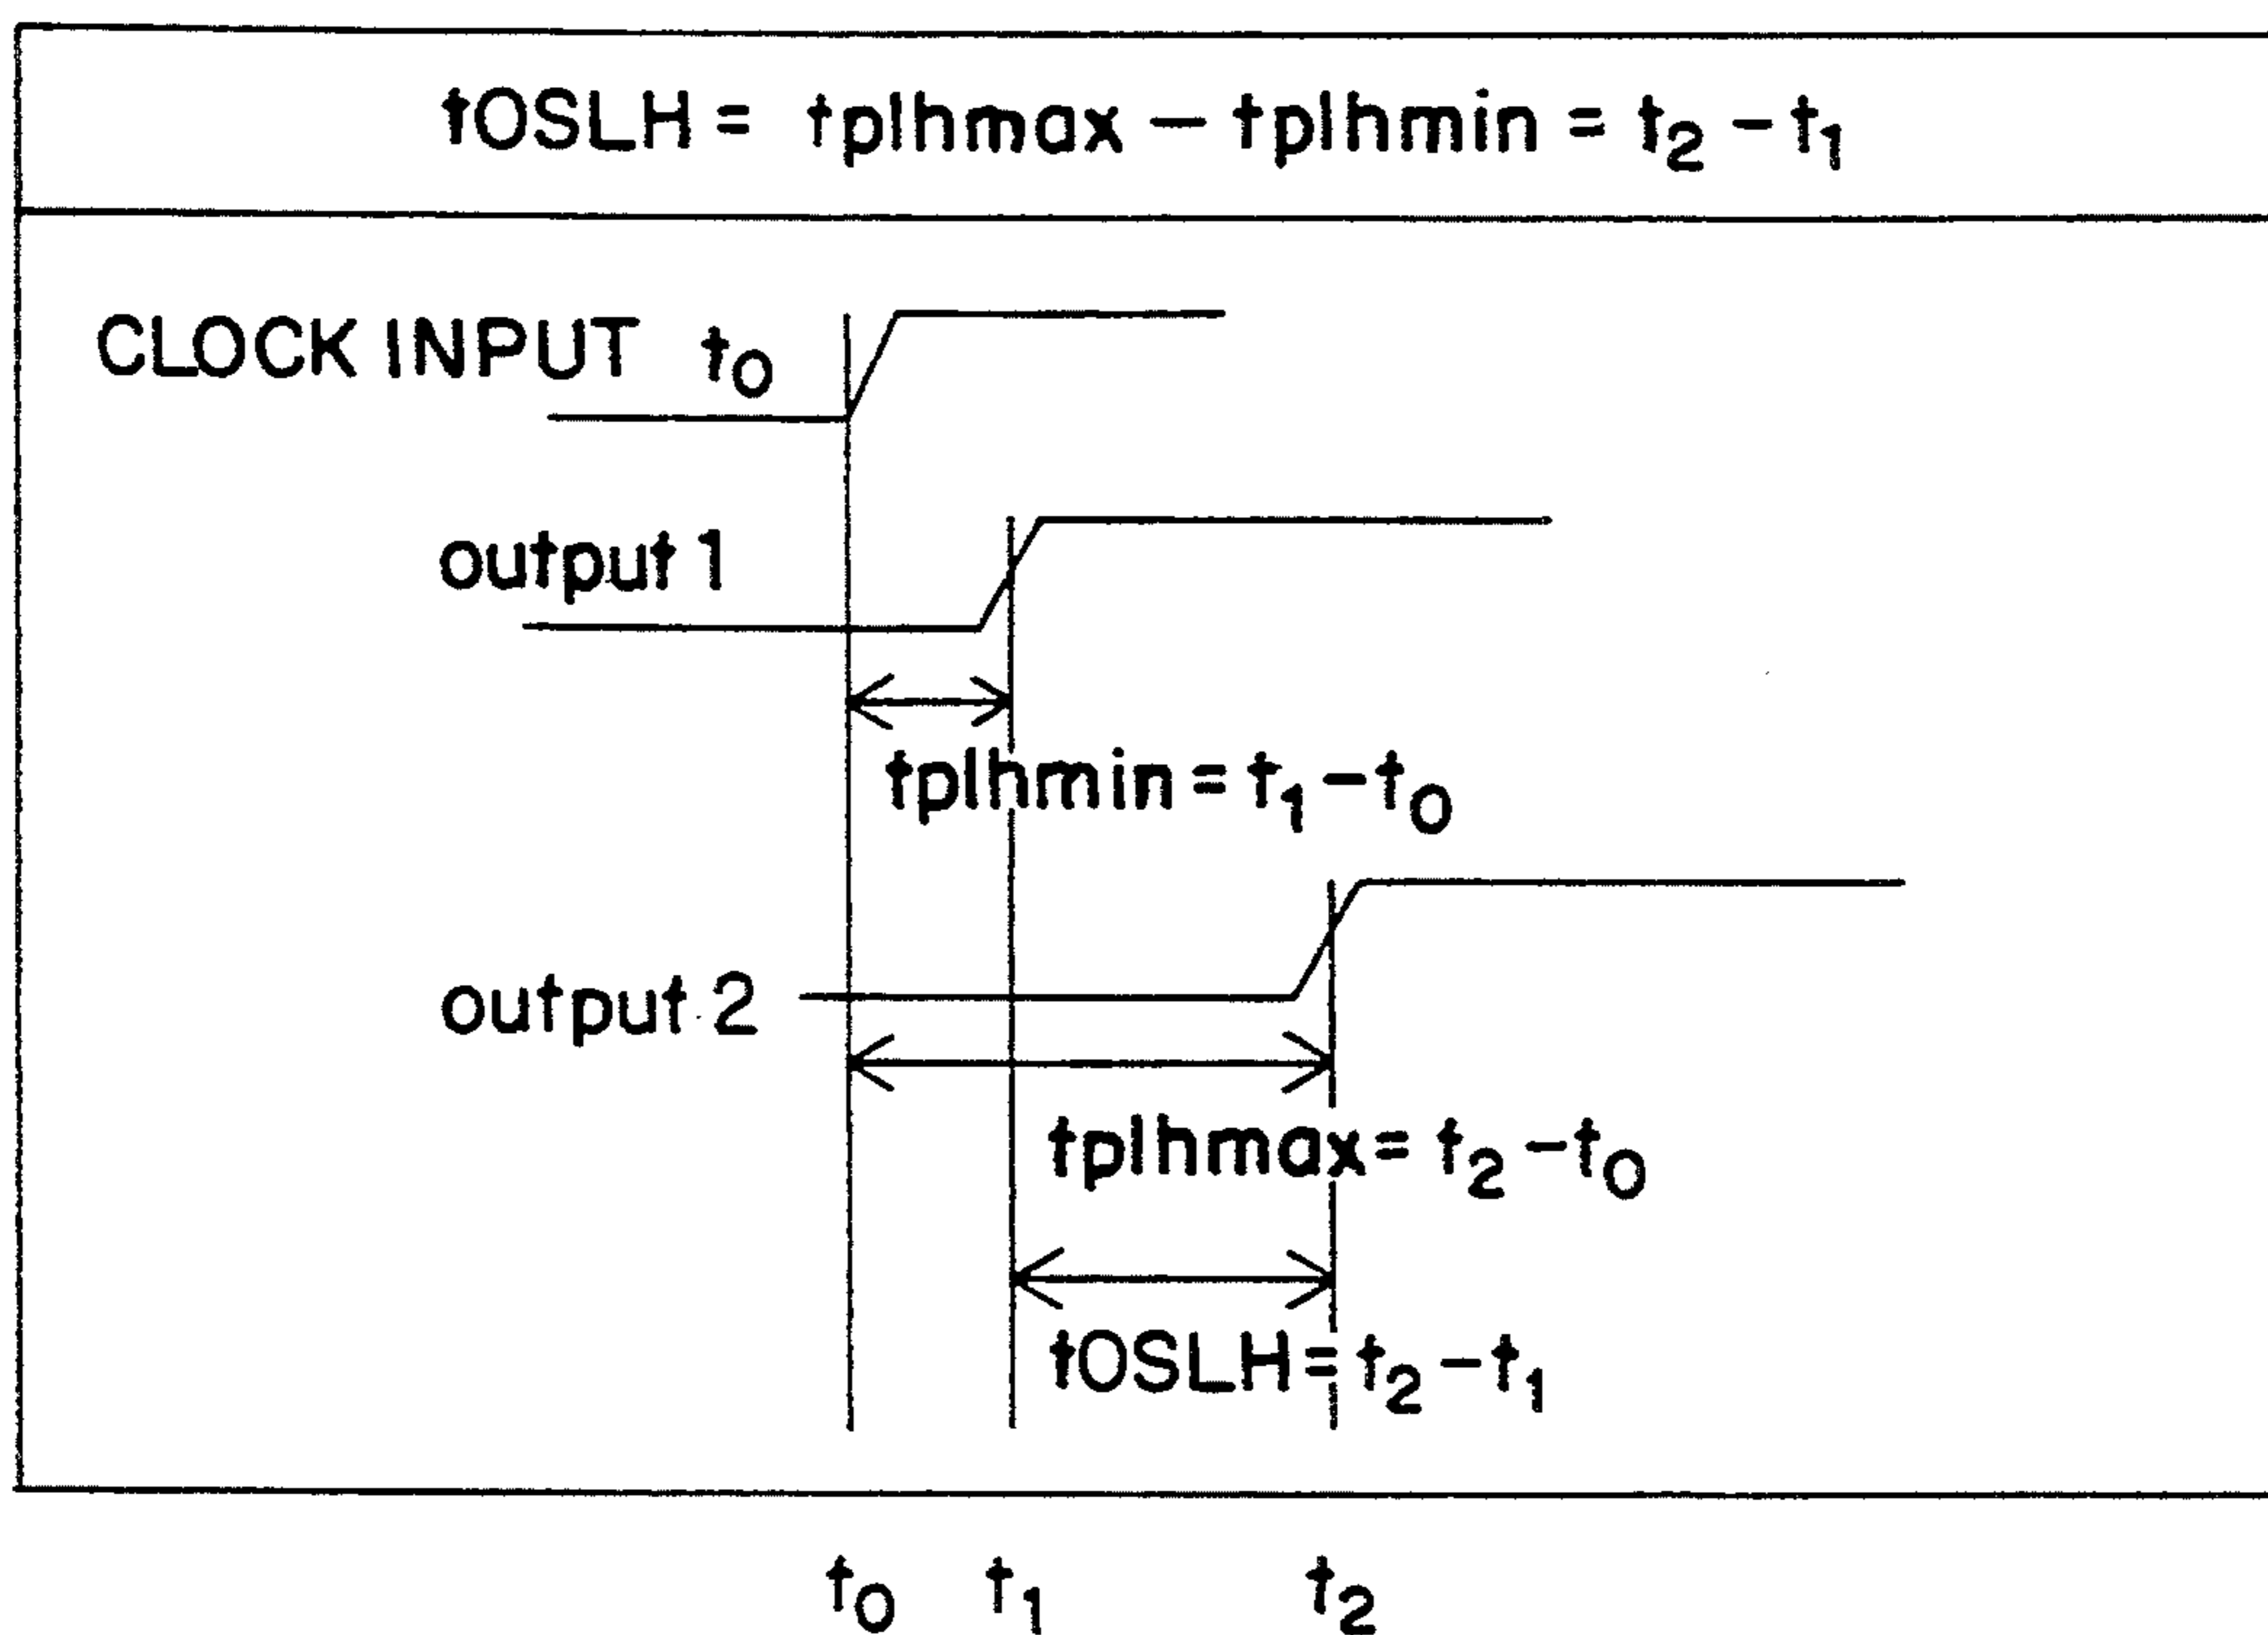 tOSLH = tplhmax – tplhmin = t₂ – t₁
CLOCK INPUT t₀
output 1
tplhmin = t₁ – t₀
output 2
tplhmax = t₂ – t₀
tOSLH = t₂ – t₁
t₀ t₁ t₂